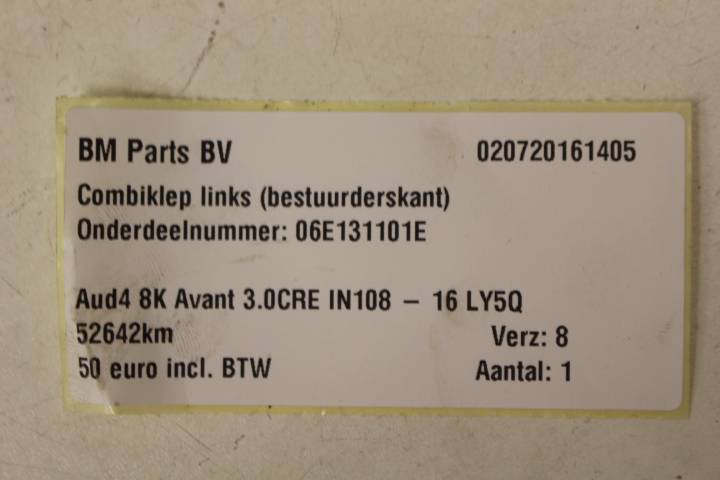 BM Parts BV 020720161405
Combiklep links (bestuurderskant)
Onderdeelnummer: 06E131101E
Aud4 8K Avant 3.0CRE IN108 – 16 LY5Q
52642km Verz: 8
50 euro incl. BTW Aantal: 1